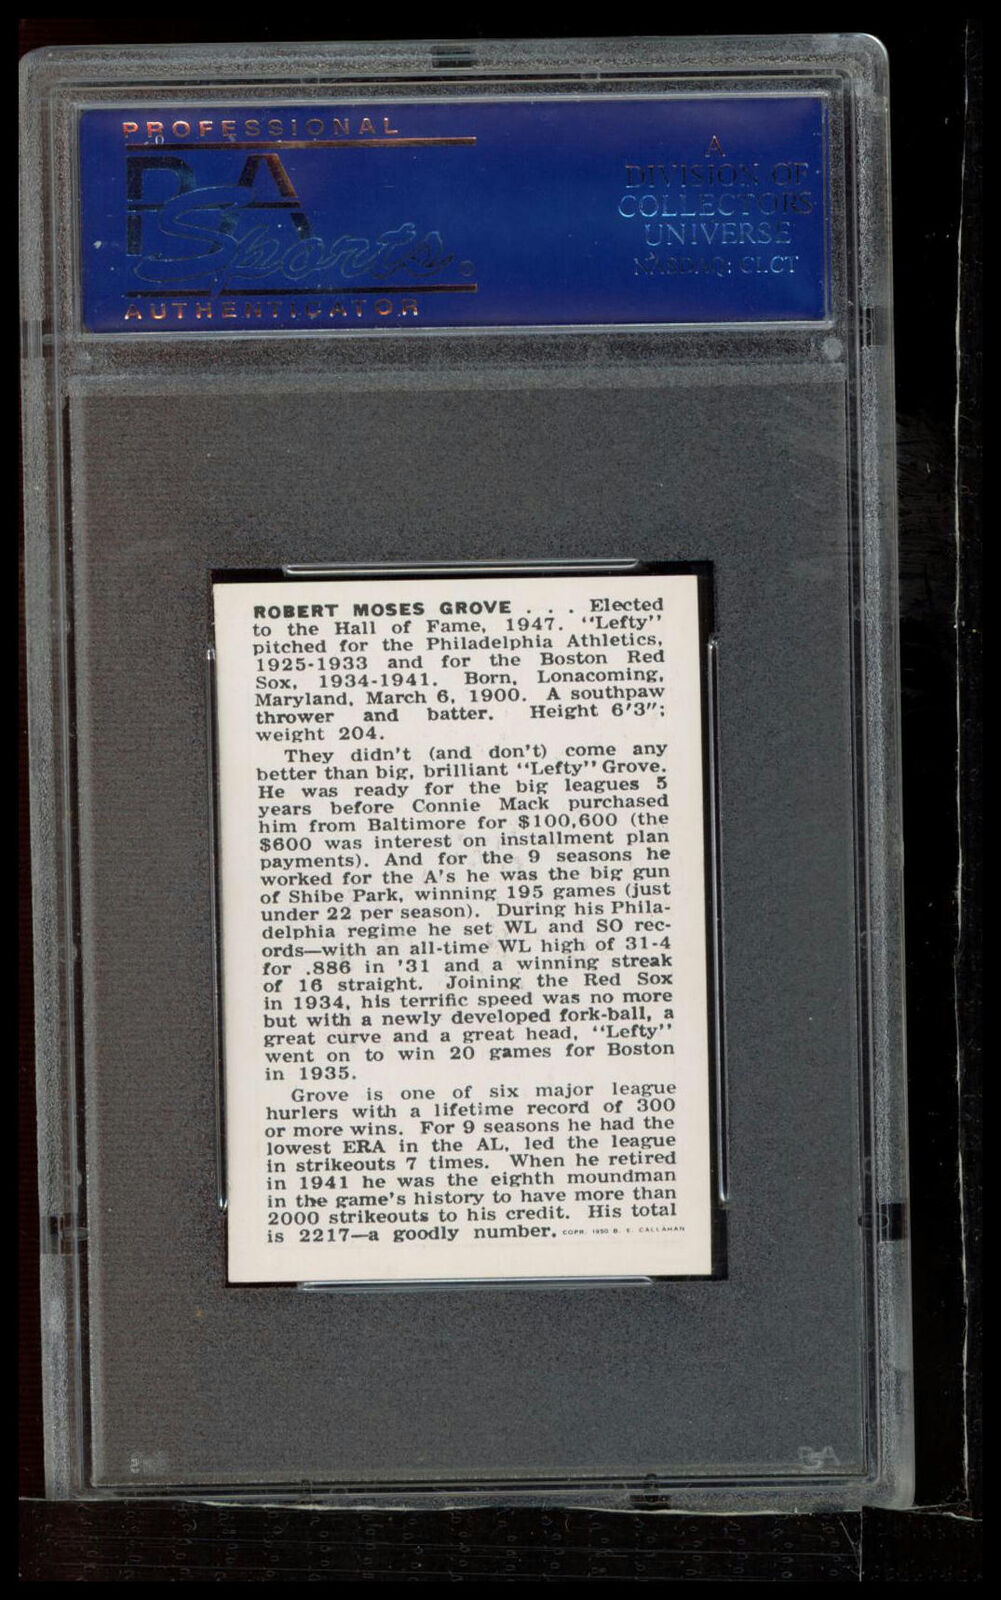 PROFESSIONAL
PSA
Sports
AUTHENTICATOR
A
DIVISION OF
COLLECTORS
UNIVERSE
NASDAQ: CLCT
ROBERT MOSES GROVE . . . Elected
to the Hall of Fame, 1947. "Lefty"
pitched for the Philadelphia Athletics,
1925-1933 and for the Boston Red
Sox, 1934-1941. Born, Lonacoming,
Maryland, March 6, 1900. A southpaw
thrower and batter. Height 6'3";
weight 204.
They didn't (and don't) come any
better than big, brilliant "Lefty" Grove.
He was ready for the big leagues 5
years before Connie Mack purchased
him from Baltimore for $100,600 (the
$600 was interest on installment plan
payments). And for the 9 seasons he
worked for the A's he was the big gun
of Shibe Park, winning 195 games (just
under 22 per season). During his Phila-
delphia regime he set WL and SO rec-
ords—with an all-time WL high of 31-4
for .886 in '31 and a winning streak
of 16 straight. Joining the Red Sox
in 1934, his terrific speed was no more
but with a newly developed fork-ball, a
great curve and a great head, "Lefty"
went on to win 20 games for Boston
in 1935.
Grove is one of six major league
hurlers with a lifetime record of 300
or more wins. For 9 seasons he had the
lowest ERA in the AL, led the league
in strikeouts 7 times. When he retired
in 1941 he was the eighth moundman
in the game's history to have more than
2000 strikeouts to his credit. His total
is 2217—a goodly number. COPR. 1950 B. E. CALLAHAN
PSA